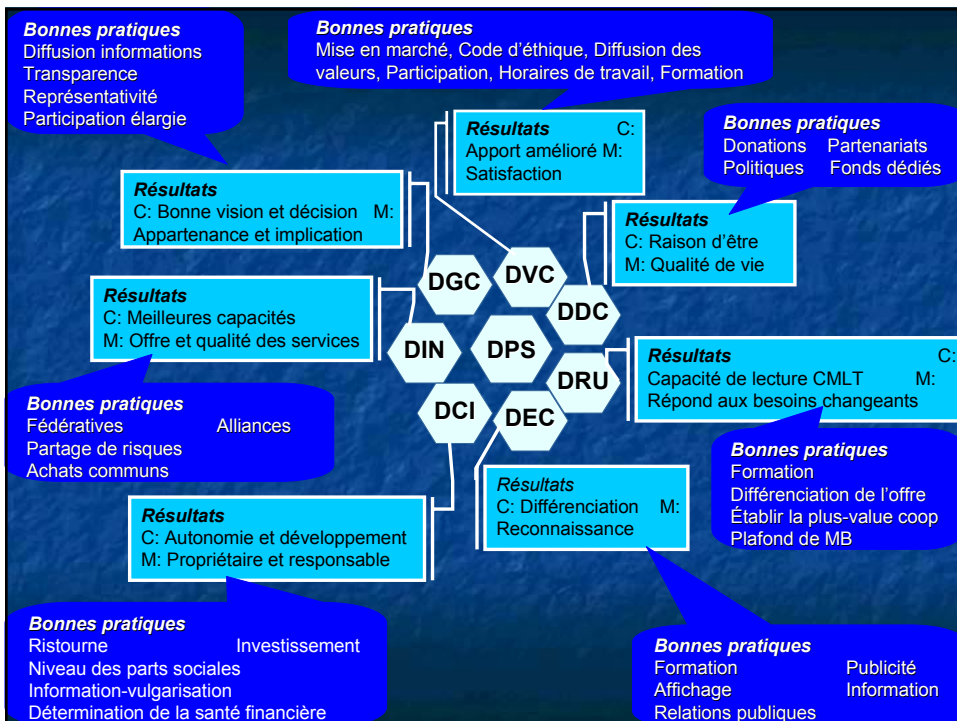 Bonnes pratiques
Diffusion informations
Transparence
Représentativité
Participation élargie
Bonnes pratiques
Mise en marché, Code d'éthique, Diffusion des
valeurs, Participation, Horaires de travail, Formation
Résultats C:
Apport amélioré M:
Satisfaction
Bonnes pratiques
Donations Partenariats
Politiques Fonds dédiés
Résultats
C: Bonne vision et décision M:
Appartenance et implication
Résultats
C: Raison d'être
M: Qualité de vie
DGC
DVC
DDC
Résultats
C: Meilleures capacités
M: Offre et qualité des services
DIN
DPS
DRU
Résultats C:
Capacité de lecture CMLT M:
Répond aux besoins changeants
DCI
DEC
Bonnes pratiques
Fédératives Alliances
Partage de risques
Achats communs
Bonnes pratiques
Formation
Différenciation de l'offre
Établir la plus-value coop
Plafond de MB
Résultats
C: Différenciation M:
Reconnaissance
Résultats
C: Autonomie et développement
M: Propriétaire et responsable
Bonnes pratiques
Ristourne Investissement
Niveau des parts sociales
Information-vulgarisation
Détermination de la santé financière
Bonnes pratiques
Formation Publicité
Affichage Information
Relations publiques